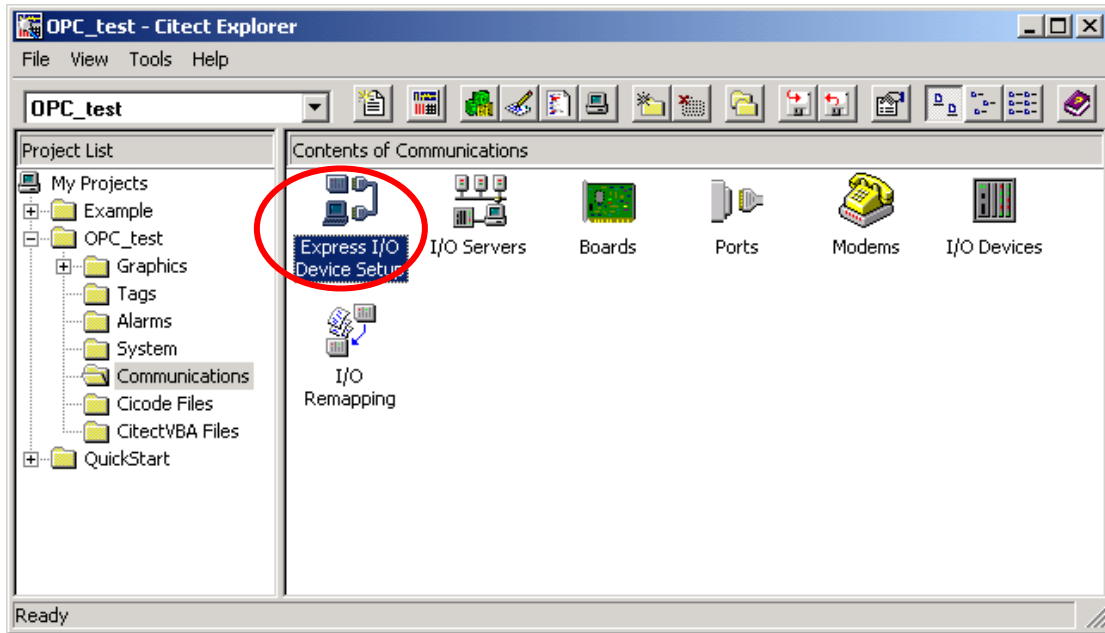 OPC_test - Citect Explorer
File View Tools Help
OPC_test
Project List
Contents of Communications
My Projects
Example
OPC_test
Graphics
Tags
Alarms
System
Communications
Cicode Files
CitectVBA Files
QuickStart
Express I/O
Device Setup
I/O Servers
Boards
Ports
Modems
I/O Devices
I/O
Remapping
Ready